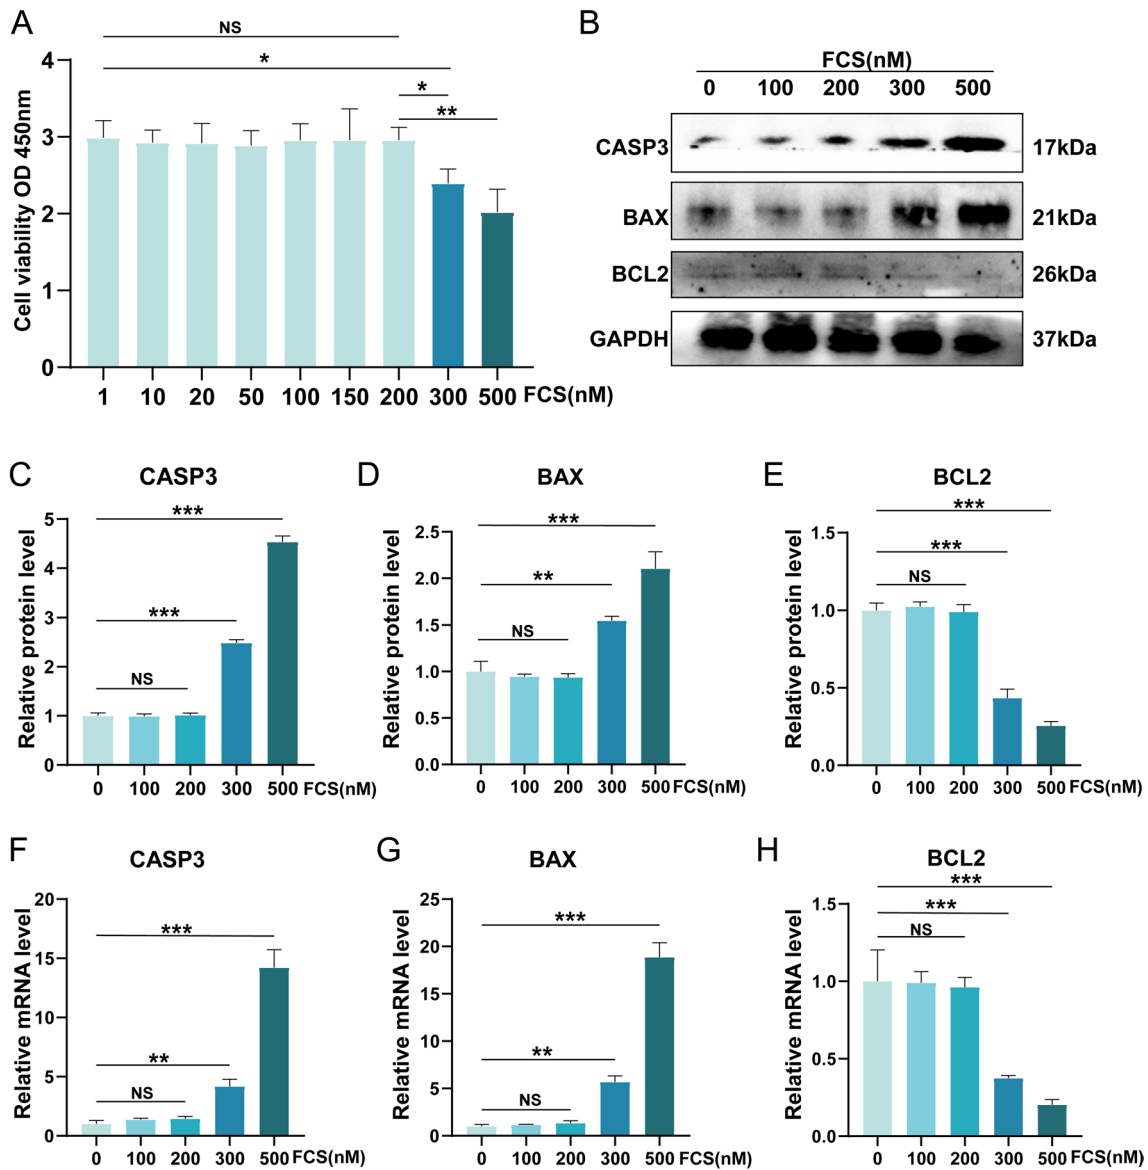 A
NS
*
*
**
Cell viability OD 450nm
4
3
2
1
0
1 10 20 50 100 150 200 300 500 FCS(nM)
B
FCS(nM)
0 100 200 300 500
CASP3 17kDa
BAX 21kDa
BCL2 26kDa
GAPDH 37kDa
C
CASP3
Relative protein level
5
4
3
2
1
0
***
***
NS
0 100 200 300 500 FCS(nM)
D
BAX
Relative protein level
2.5
2.0
1.5
1.0
0.5
0.0
***
**
NS
0 100 200 300 500 FCS(nM)
E
BCL2
Relative protein level
1.5
1.0
0.5
0.0
***
***
NS
0 100 200 300 500 FCS(nM)
F
CASP3
Relative mRNA level
20
15
10
5
0
***
**
NS
0 100 200 300 500 FCS(nM)
G
BAX
Relative mRNA level
25
20
15
10
5
0
***
**
NS
0 100 200 300 500 FCS(nM)
H
BCL2
Relative mRNA level
1.5
1.0
0.5
0.0
***
***
NS
0 100 200 300 500 FCS(nM)